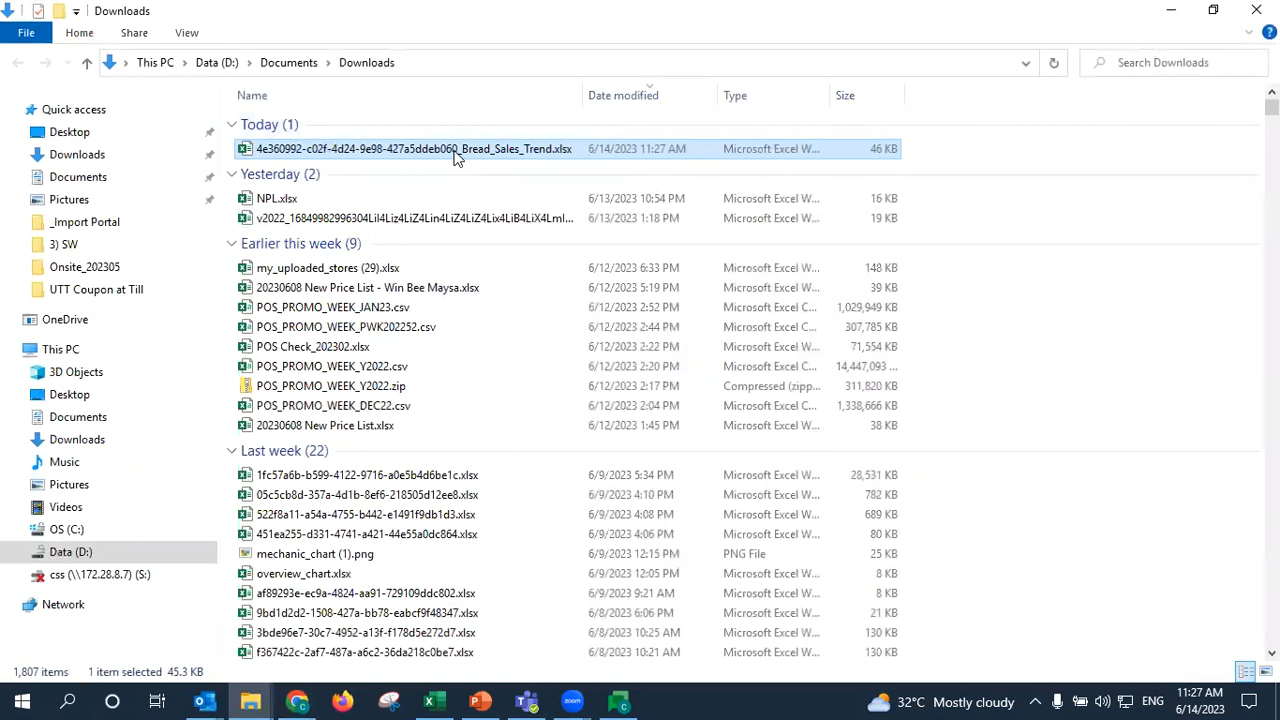 Downloads
File Home Share View
This PC Data (D:) Documents Downloads Search Downloads
Name Date modified Type Size
Quick access
Desktop
Downloads
Documents
Pictures
_Import Portal
3) SW
Onsite_202305
UTT Coupon at Till
OneDrive
This PC
3D Objects
Desktop
Documents
Downloads
Music
Pictures
Videos
OS (C:)
Data (D:)
css (\\172.28.8.7) (S:)
Network
Today (1)
4e360992-c02f-4d24-9e98-427a5ddeb060_Bread_Sales_Trend.xlsx 6/14/2023 11:27 AM Microsoft Excel W... 46 KB
Yesterday (2)
NPL.xlsx 6/13/2023 10:54 PM Microsoft Excel W... 16 KB
6/13/2023 1:18 PM Microsoft Excel W... 19 KB
Earlier this week (9)
my_uploaded_stores (29).xlsx 6/12/2023 6:33 PM Microsoft Excel W... 148 KB
20230608 New Price List - Win Bee Maysa.xlsx 6/12/2023 5:19 PM Microsoft Excel W... 39 KB
POS_PROMO_WEEK_JAN23.csv 6/12/2023 2:52 PM Microsoft Excel C... 1,029,949 KB
POS_PROMO_WEEK_PWK202252.csv 6/12/2023 2:44 PM Microsoft Excel C... 307,785 KB
POS Check_202302.xlsx 6/12/2023 2:22 PM Microsoft Excel W... 71,554 KB
POS_PROMO_WEEK_Y2022.csv 6/12/2023 2:20 PM Microsoft Excel C... 14,447,093 ...
POS_PROMO_WEEK_Y2022.zip 6/12/2023 2:17 PM Compressed (zipp... 311,820 KB
POS_PROMO_WEEK_DEC22.csv 6/12/2023 2:04 PM Microsoft Excel C... 1,338,666 KB
20230608 New Price List.xlsx 6/12/2023 1:45 PM Microsoft Excel W... 38 KB
Last week (22)
1fc57a6b-b599-4122-9716-a0e5b4d6be1c.xlsx 6/9/2023 5:34 PM Microsoft Excel W... 28,531 KB
05c5cb8d-357a-4d1b-8ef6-218505d12ee8.xlsx 6/9/2023 4:10 PM Microsoft Excel W... 782 KB
522f8a11-a54a-4755-b442-e1491f9db1d3.xlsx 6/9/2023 4:08 PM Microsoft Excel W... 689 KB
451ea255-d331-4741-a421-44e55a0dc864.xlsx 6/9/2023 4:06 PM Microsoft Excel W... 80 KB
mechanic_chart (1).png 6/9/2023 12:15 PM PNG File 25 KB
overview_chart.xlsx 6/9/2023 12:05 PM Microsoft Excel W... 8 KB
af89293e-ec9a-4824-aa91-729109ddc802.xlsx 6/9/2023 9:21 AM Microsoft Excel W... 8 KB
9bd1d2d2-1508-427a-bb78-eabcf9f48347.xlsx 6/8/2023 6:06 PM Microsoft Excel W... 21 KB
3bde96e7-30c7-4952-a13f-f178d5e272d7.xlsx 6/8/2023 10:25 AM Microsoft Excel W... 130 KB
f367422c-2af7-487a-a6c2-36da218c0be7.xlsx 6/8/2023 10:21 AM Microsoft Excel W... 130 KB
1,807 items 1 item selected 45.3 KB
32°C Mostly cloudy ENG 11:27 AM
6/14/2023